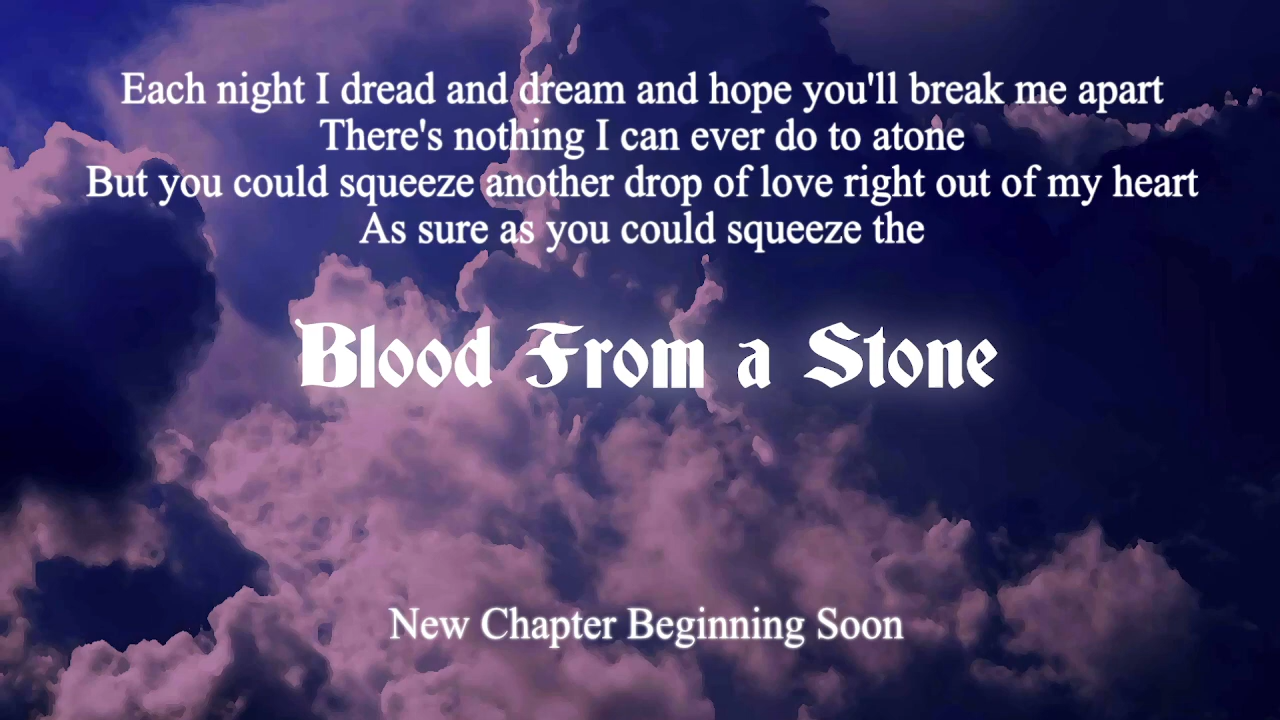 Each night I dread and dream and hope you'll break me apart
There's nothing I can ever do to atone
But you could squeeze another drop of love right out of my heart
As sure as you could squeeze the
Blood From a Stone
New Chapter Beginning Soon